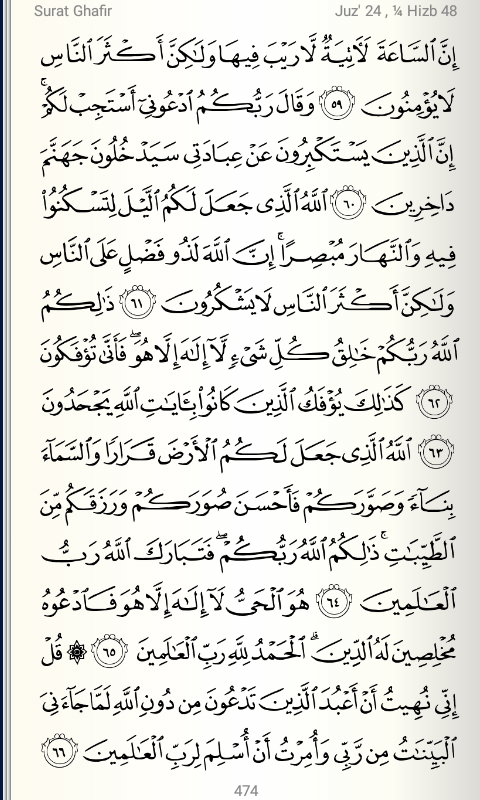 Surat Ghafir Juz' 24 , ¼ Hizb 48
إِنَّ ٱلسَّاعَةَ لَأٓتِيَةٌ لَّا رَيۡبَ فِيهَا وَلَٰكِنَّ أَكۡثَرَ ٱلنَّاسِ
لَا يُؤۡمِنُونَ ٥٩ وَقَالَ رَبُّكُمُ ٱدۡعُونِيٓ أَسۡتَجِبۡ لَكُمۡۚ
إِنَّ ٱلَّذِينَ يَسۡتَكۡبِرُونَ عَنۡ عِبَادَتِي سَيَدۡخُلُونَ جَهَنَّمَ
دَاخِرِينَ ٦٠ ٱللَّهُ ٱلَّذِي جَعَلَ لَكُمُ ٱلَّيۡلَ لِتَسۡكُنُواْ
فِيهِ وَٱلنَّهَارَ مُبۡصِرًاۚ إِنَّ ٱللَّهَ لَذُو فَضۡلٍ عَلَى ٱلنَّاسِ
وَلَٰكِنَّ أَكۡثَرَ ٱلنَّاسِ لَا يَشۡكُرُونَ ٦١ ذَٰلِكُمُ
ٱللَّهُ رَبُّكُمۡ خَٰلِقُ كُلِّ شَيۡءٖ لَّآ إِلَٰهَ إِلَّا هُوَۖ فَأَنَّىٰ تُؤۡفَكُونَ
٦٢ كَذَٰلِكَ يُؤۡفَكُ ٱلَّذِينَ كَانُواْ بِـَٔايَٰتِ ٱللَّهِ يَجۡحَدُونَ
٦٣ ٱللَّهُ ٱلَّذِي جَعَلَ لَكُمُ ٱلۡأَرۡضَ قَرَارٗا وَٱلسَّمَآءَ
بِنَآءٗ وَصَوَّرَكُمۡ فَأَحۡسَنَ صُوَرَكُمۡ وَرَزَقَكُم مِّنَ
ٱلطَّيِّبَٰتِۚ ذَٰلِكُمُ ٱللَّهُ رَبُّكُمۡۖ فَتَبَارَكَ ٱللَّهُ رَبُّ
ٱلۡعَٰلَمِينَ ٦٤ هُوَ ٱلۡحَيُّ لَآ إِلَٰهَ إِلَّا هُوَ فَٱدۡعُوهُ
مُخۡلِصِينَ لَهُ ٱلدِّينَۗ ٱلۡحَمۡدُ لِلَّهِ رَبِّ ٱلۡعَٰلَمِينَ ٦٥ ۞ قُلۡ
إِنِّي نُهِيتُ أَنۡ أَعۡبُدَ ٱلَّذِينَ تَدۡعُونَ مِن دُونِ ٱللَّهِ لَمَّا جَآءَنِيَ
ٱلۡبَيِّنَٰتُ مِن رَّبِّي وَأُمِرۡتُ أَنۡ أُسۡلِمَ لِرَبِّ ٱلۡعَٰلَمِينَ ٦٦
474